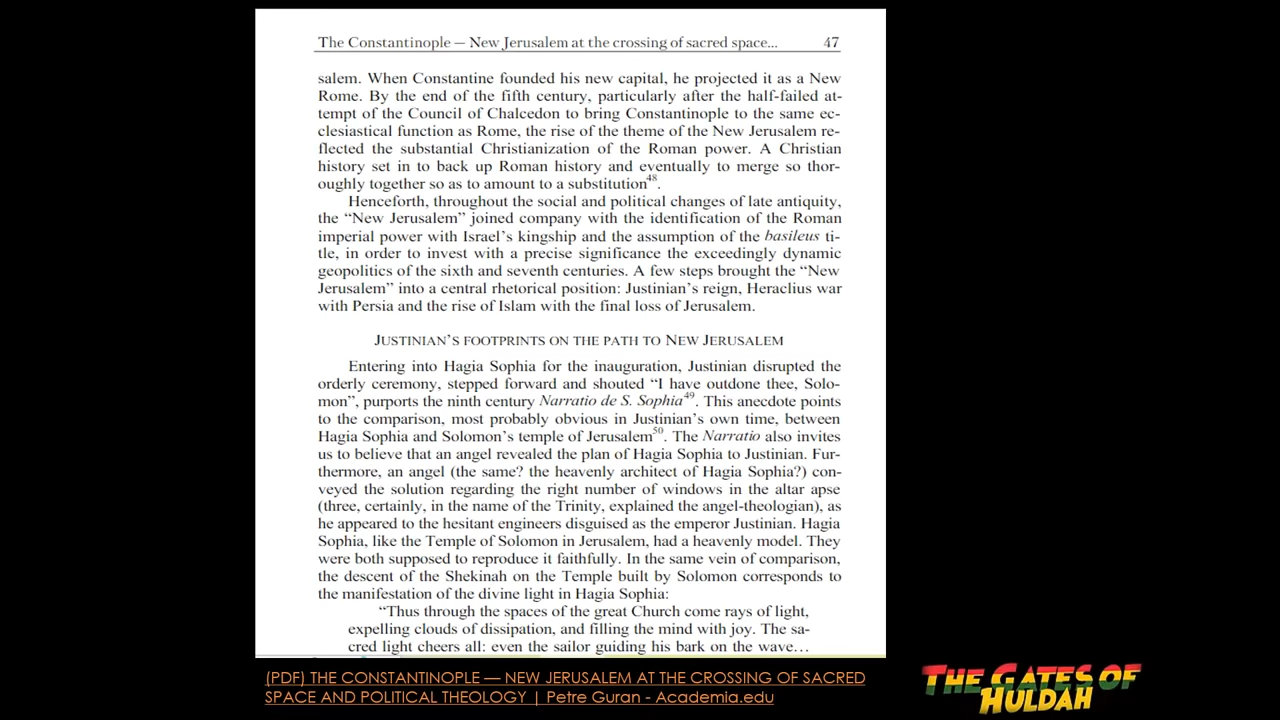 The Constantinople — New Jerusalem at the crossing of sacred space... 47
salem. When Constantine founded his new capital, he projected it as a New
Rome. By the end of the fifth century, particularly after the half-failed at-
tempt of the Council of Chalcedon to bring Constantinople to the same ec-
clesiastical function as Rome, the rise of the theme of the New Jerusalem re-
flected the substantial Christianization of the Roman power. A Christian
history set in to back up Roman history and eventually to merge so thor-
oughly together so as to amount to a substitution48.
Henceforth, throughout the social and political changes of late antiquity,
the “New Jerusalem” joined company with the identification of the Roman
imperial power with Israel’s kingship and the assumption of the basileus ti-
tle, in order to invest with a precise significance the exceedingly dynamic
geopolitics of the sixth and seventh centuries. A few steps brought the “New
Jerusalem” into a central rhetorical position: Justinian’s reign, Heraclius war
with Persia and the rise of Islam with the final loss of Jerusalem.
JUSTINIAN’S FOOTPRINTS ON THE PATH TO NEW JERUSALEM
Entering into Hagia Sophia for the inauguration, Justinian disrupted the
orderly ceremony, stepped forward and shouted “I have outdone thee, Solo-
mon”, purports the ninth century Narratio de S. Sophia49. This anecdote points
to the comparison, most probably obvious in Justinian’s own time, between
Hagia Sophia and Solomon’s temple of Jerusalem50. The Narratio also invites
us to believe that an angel revealed the plan of Hagia Sophia to Justinian. Fur-
thermore, an angel (the same? the heavenly architect of Hagia Sophia?) con-
veyed the solution regarding the right number of windows in the altar apse
(three, certainly, in the name of the Trinity, explained the angel-theologian), as
he appeared to the hesitant engineers disguised as the emperor Justinian. Hagia
Sophia, like the Temple of Solomon in Jerusalem, had a heavenly model. They
were both supposed to reproduce it faithfully. In the same vein of comparison,
the descent of the Shekinah on the Temple built by Solomon corresponds to
the manifestation of the divine light in Hagia Sophia:
“Thus through the spaces of the great Church come rays of light,
expelling clouds of dissipation, and filling the mind with joy. The sa-
cred light cheers all: even the sailor guiding his bark on the wave…
(PDF) THE CONSTANTINOPLE — NEW JERUSALEM AT THE CROSSING OF SACRED
SPACE AND POLITICAL THEOLOGY | Petre Guran - Academia.edu
THE GATES OF
HULDAH